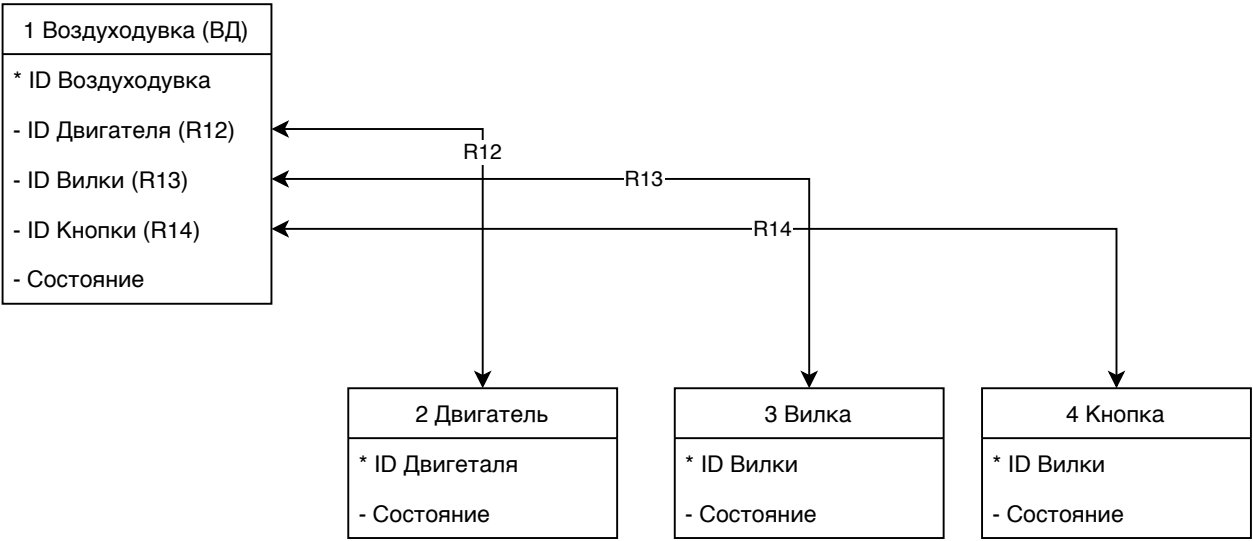 1 Воздуходувка (ВД)
* ID Воздуходувка
- ID Двигателя (R12)
- ID Вилки (R13)
- ID Кнопки (R14)
- Состояние
R12
R13
R14
2 Двигатель
* ID Двигеталя
- Состояние
3 Вилка
* ID Вилки
- Состояние
4 Кнопка
* ID Вилки
- Состояние